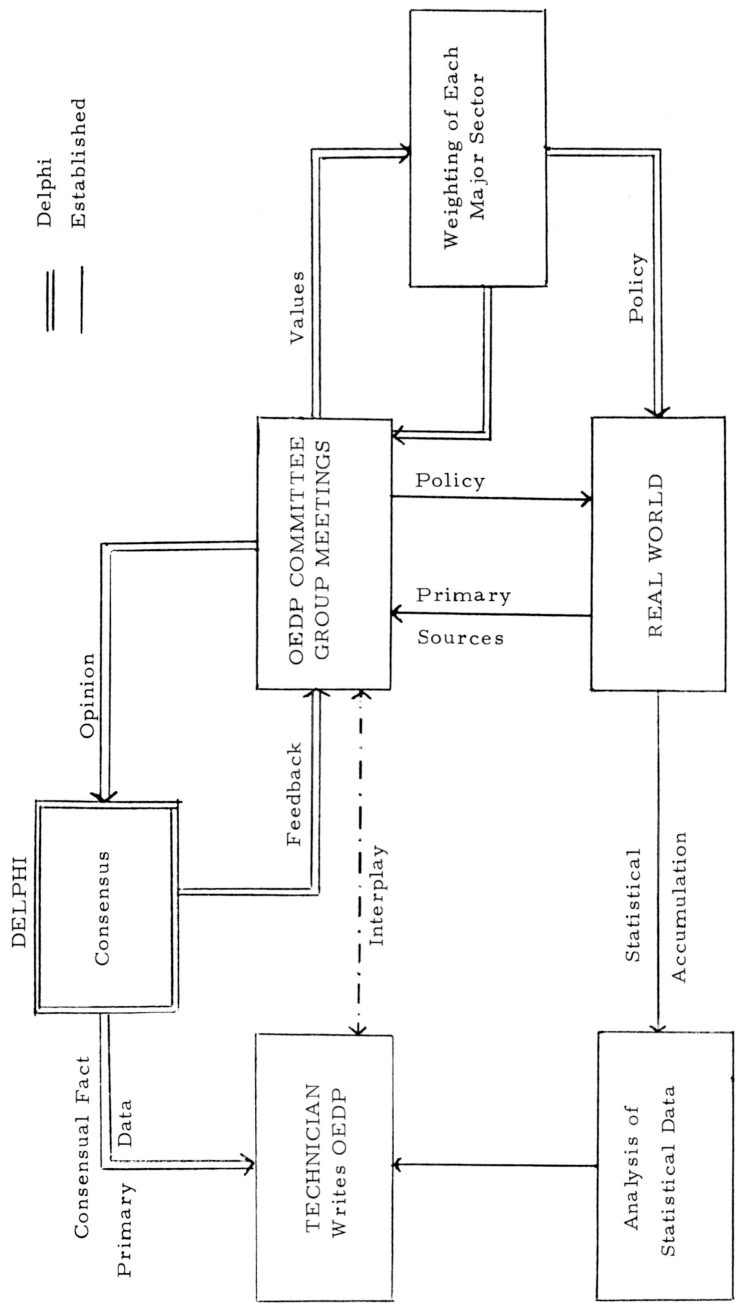 Delphi
Established
DELPHI
Consensus
Opinion
Consensual Fact
Primary Data
Feedback
Values
TECHNICIAN
Writes OEDP
Interplay
OEDP COMMITTEE
GROUP MEETINGS
Weighting of Each
Major Sector
Primary
Sources
Policy
Policy
Analysis of
Statistical Data
Statistical
Accumulation
REAL WORLD